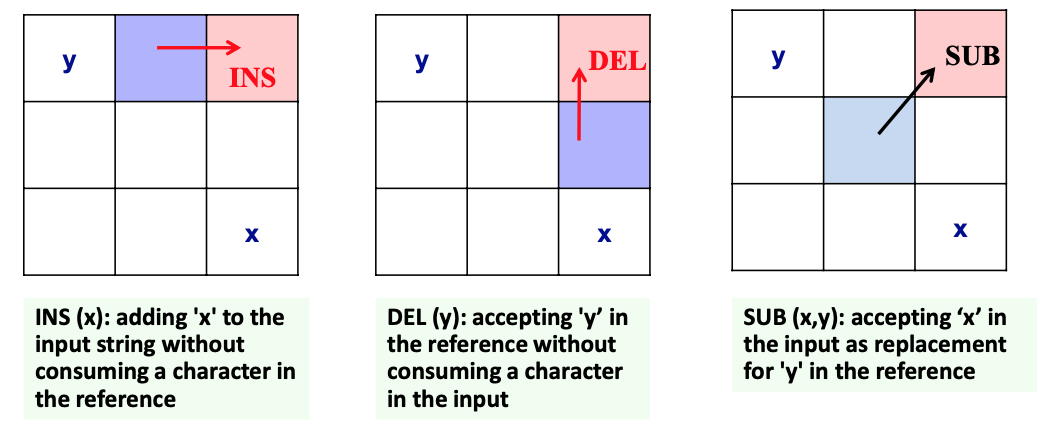 y
INS
x
INS (x): adding 'x' to the
input string without
consuming a character in
the reference
y
DEL
x
DEL (y): accepting 'y’ in
the reference without
consuming a character
in the input
y
SUB
x
SUB (x,y): accepting ‘x’ in
the input as replacement
for 'y' in the reference